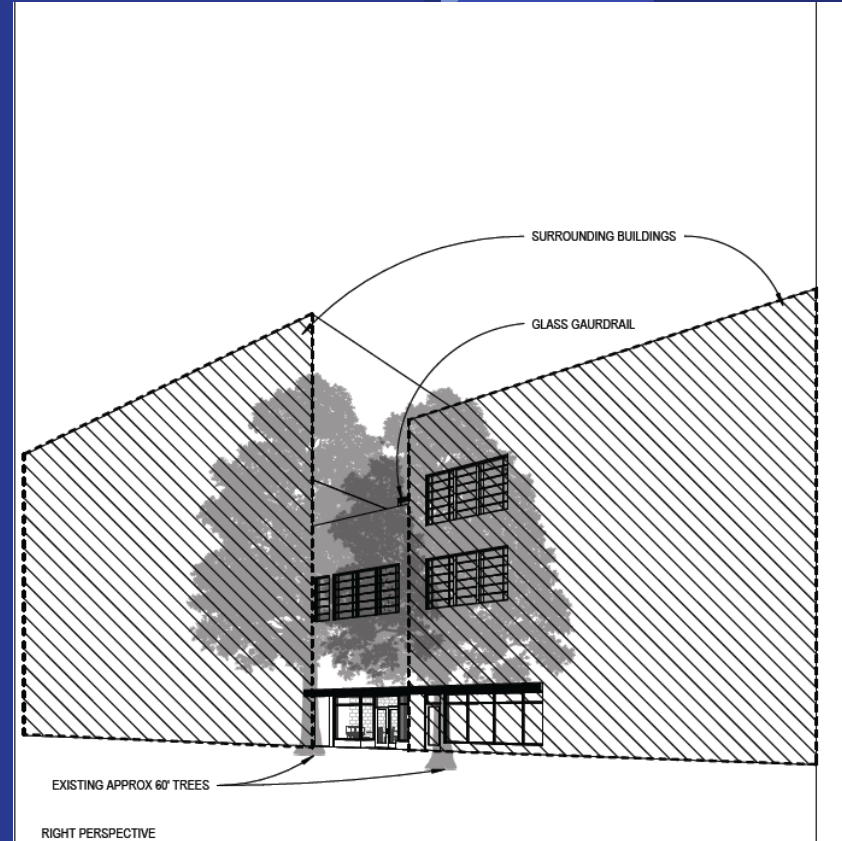 SURROUNDING BUILDINGS
GLASS GAURDRAIL
EXISTING APPROX 60' TREES
RIGHT PERSPECTIVE